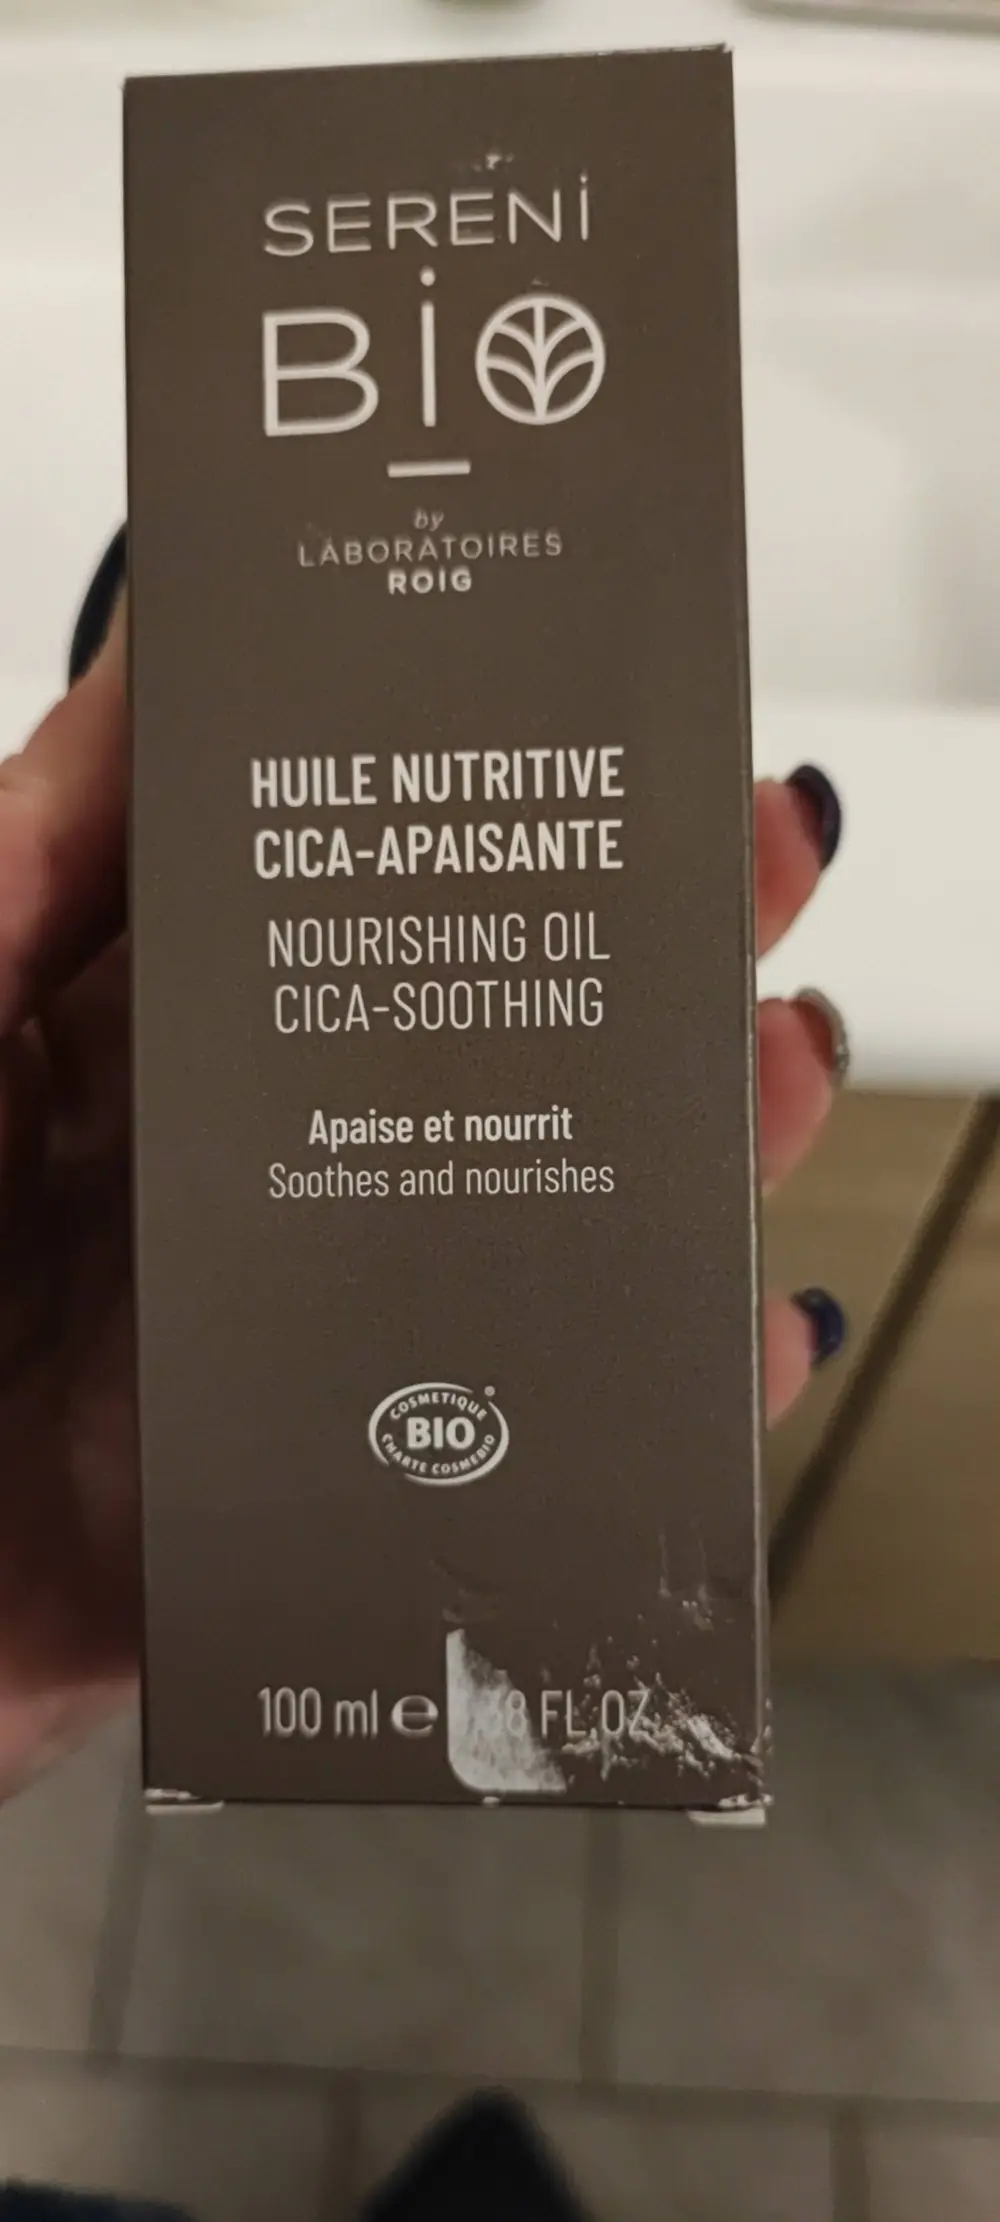 SERENI
BIO
by
LABORATOIRES
ROIG
HUILE NUTRITIVE
CICA-APAISANTE
NOURISHING OIL
CICA-SOOTHING
Apaise et nourrit
Soothes and nourishes
COSMETIQUE
BIO
CHARTE COSMEBIO
100 ml e FL.OZ